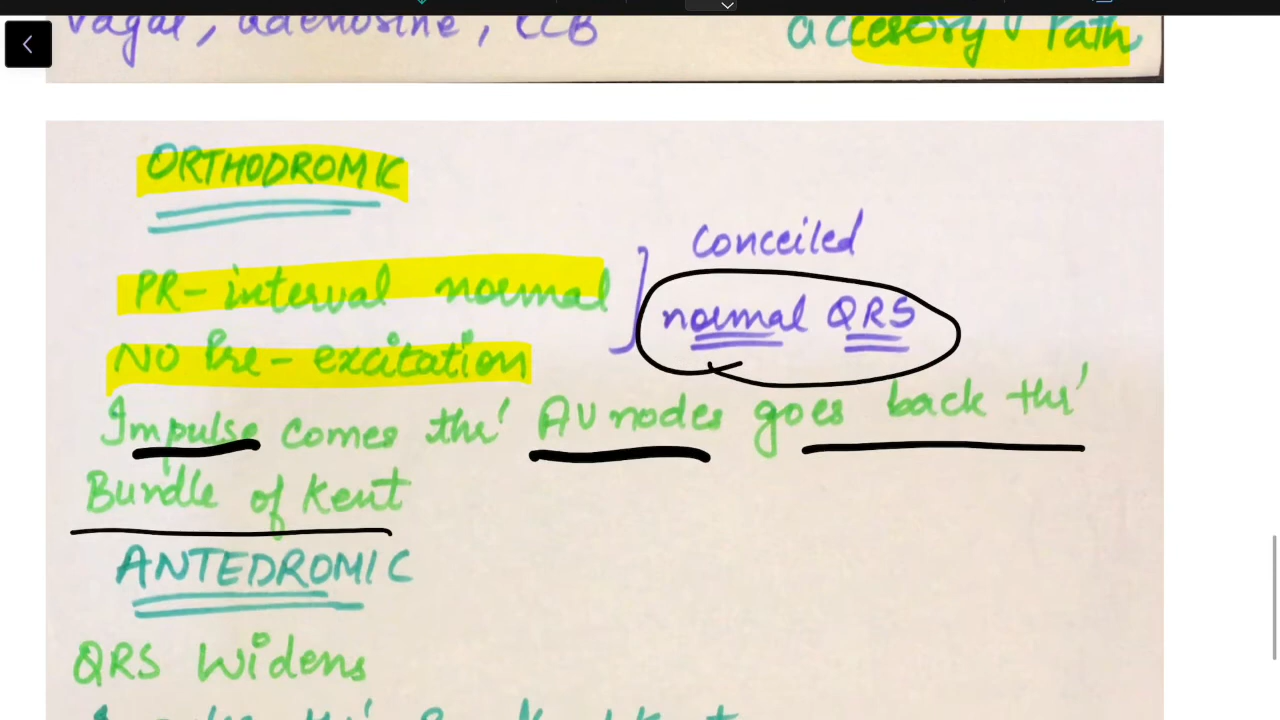 vagal, adenosine, CCB accesory Path
ORTHODROMIC
PR-interval normal
NO Pre-excitation
conceiled
normal QRS
Impulse comes thr' AV nodes goes back thr'
Bundle of Kent
ANTEDROMIC
QRS Widens